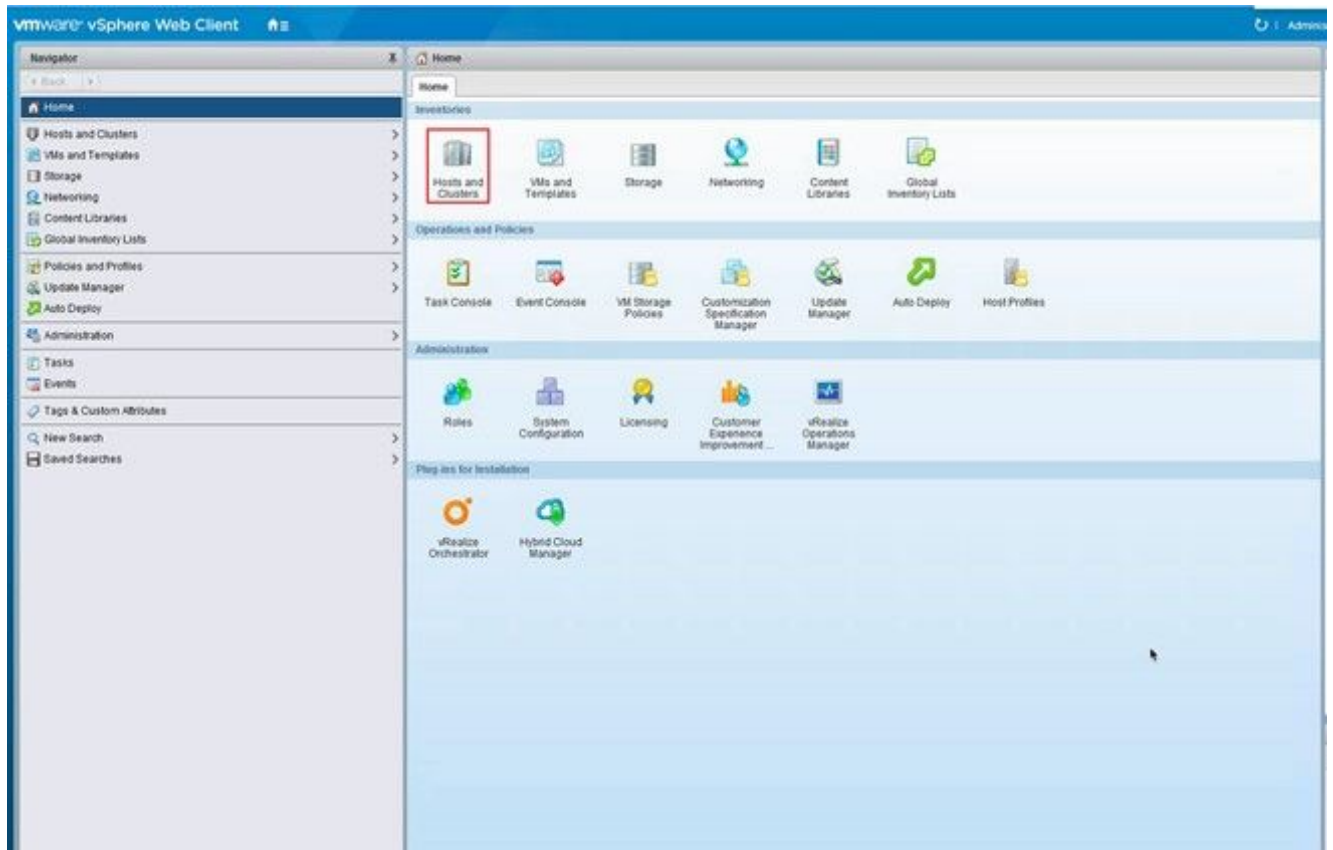 vmware vSphere Web Client
Adminis
Navigator
Back
Home
Hosts and Clusters
VMs and Templates
Storage
Networking
Content Libraries
Global Inventory Lists
Policies and Profiles
Update Manager
Auto Deploy
Administration
Tasks
Events
Tags & Custom Attributes
New Search
Saved Searches
Home
Home
Inventories
Hosts and
Clusters
VMs and
Templates
Storage
Networking
Content
Libraries
Global
Inventory Lists
Operations and Policies
Task Console
Event Console
VM Storage
Policies
Customization
Specification
Manager
Update
Manager
Auto Deploy
Host Profiles
Administration
Roles
System
Configuration
Licensing
Customer
Experience
Improvement ...
vRealize
Operations
Manager
Plug-ins for Installation
vRealize
Orchestrator
Hybrid Cloud
Manager